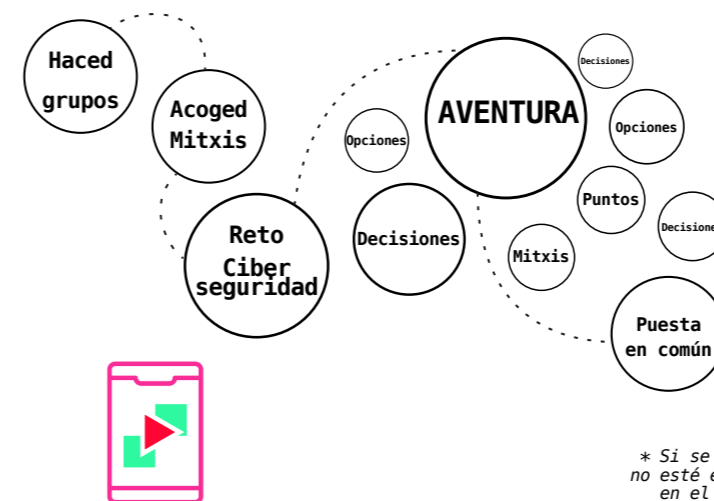 Haced
grupos
Acoged
Mitxis
Reto
Ciber
seguridad
Opciones
Decisiones
AVENTURA
Decisiones
Opciones
Puntos
Mitxis
Puesta
en común
* Si se
no esté
en el